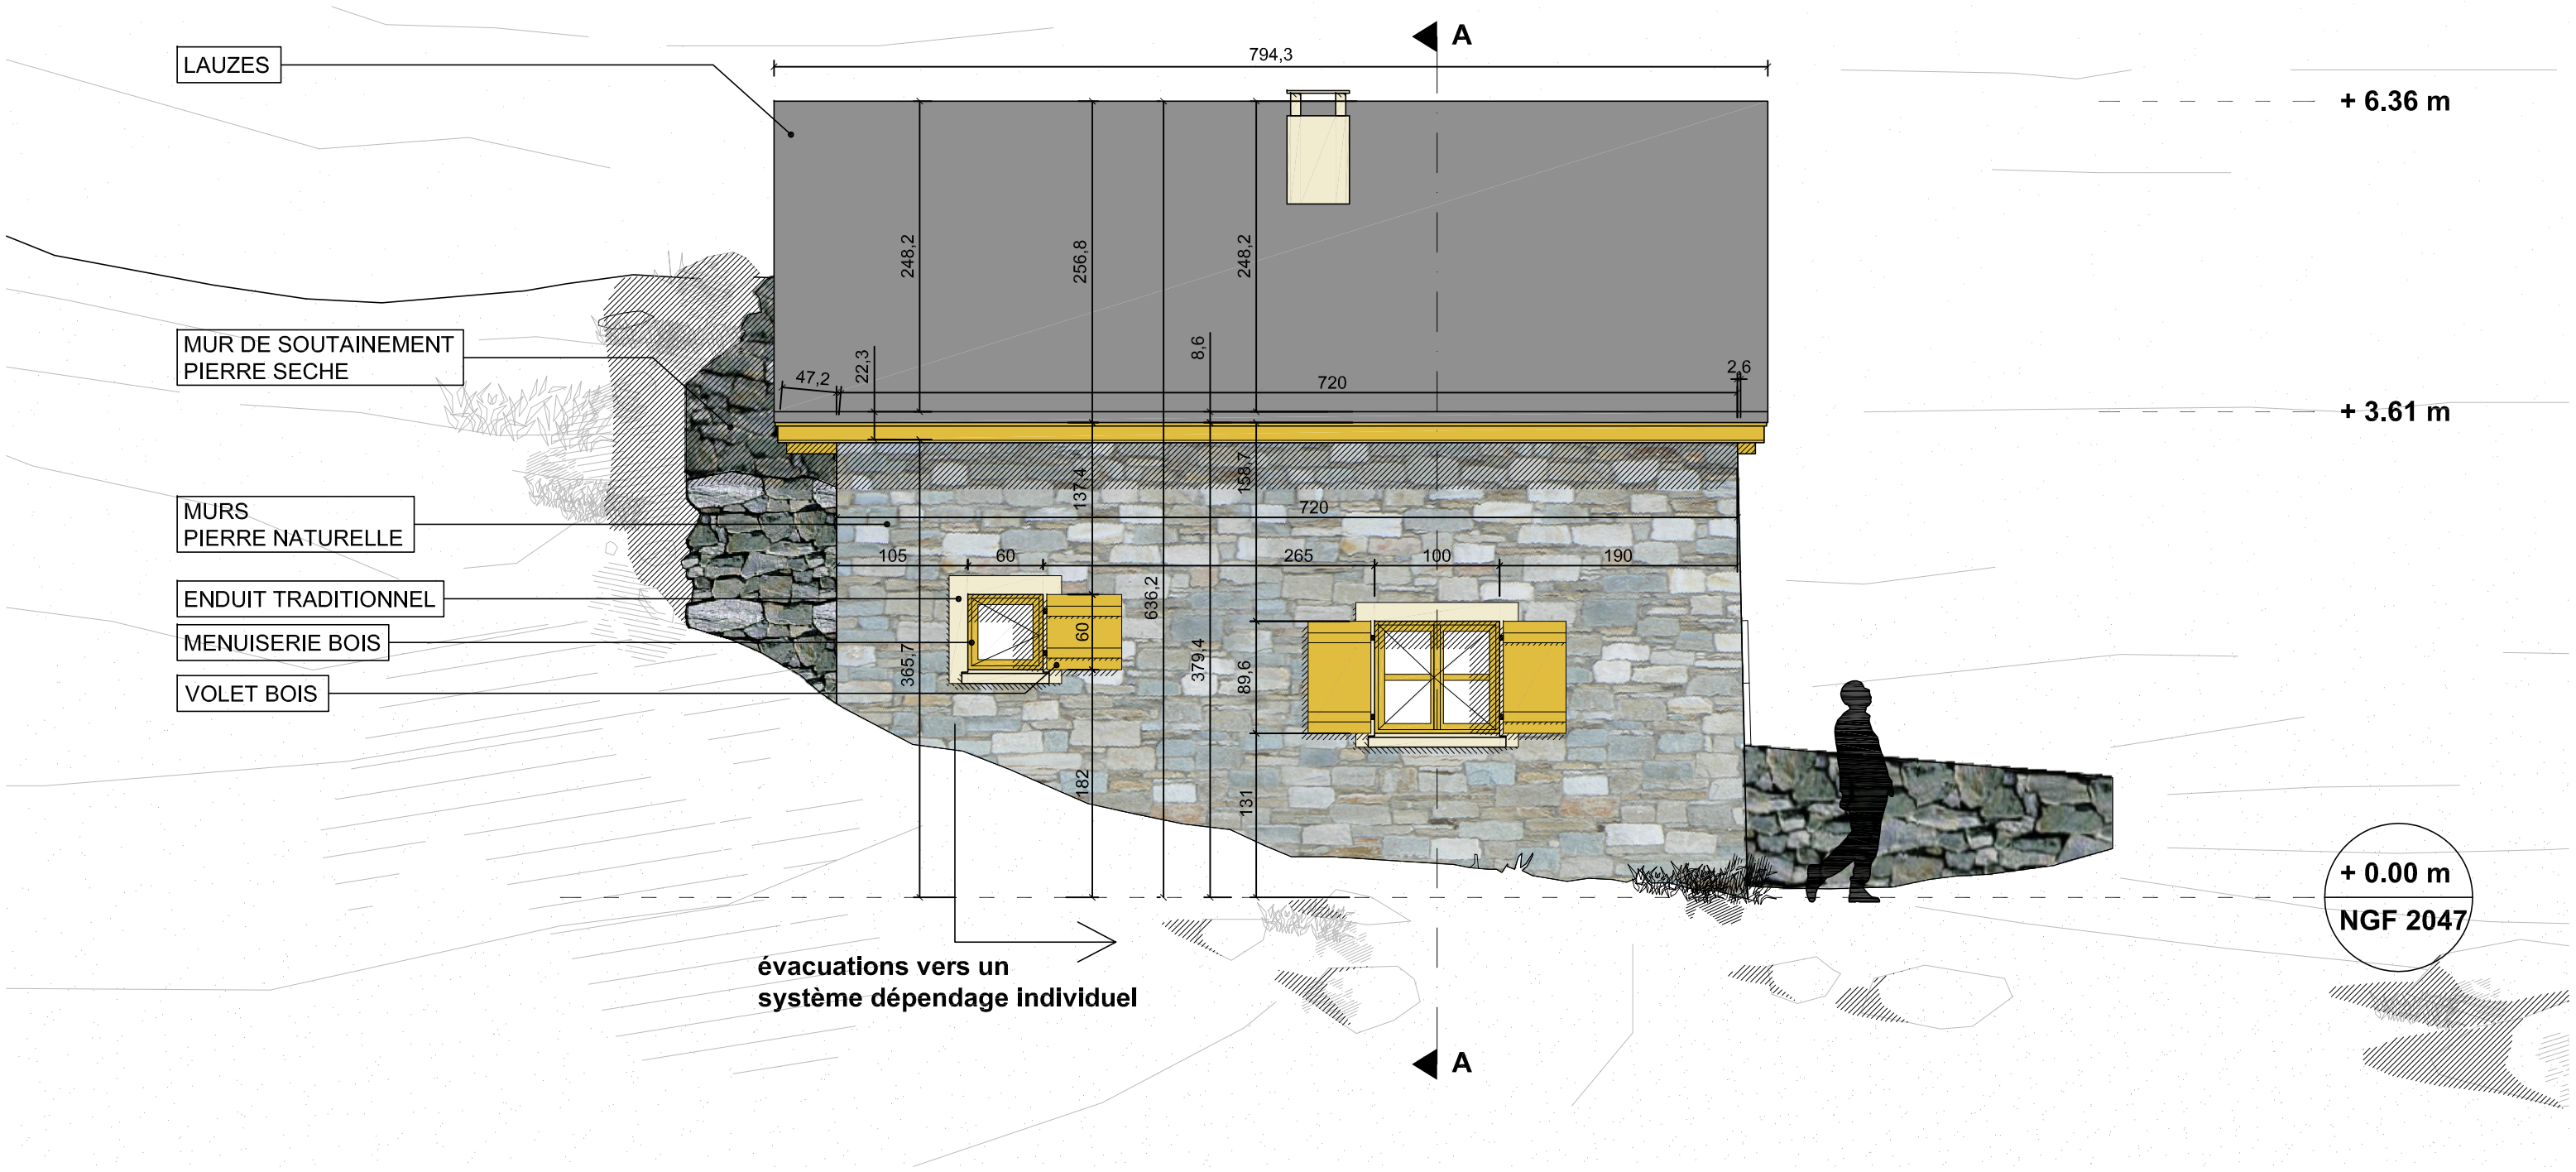 A
794,3
LAUZES
+ 6.36 m
248,2
256,8
248,2
8,6
22,3
47,2
720
2,6
MUR DE SOUTAINEMENT
PIERRE SECHE
+ 3.61 m
137,4
158,7
MURS
PIERRE NATURELLE
720
105
60
265
100
190
ENDUIT TRADITIONNEL
MENUISERIE BOIS
VOLET BOIS
636,2
60
365,7
379,4
89,6
182
131
+ 0.00 m
NGF 2047
évacuations vers un
système dépendage individuel
A